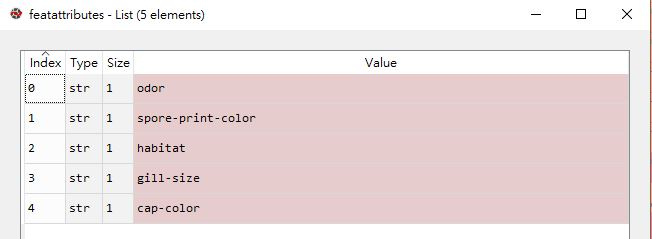 featattributes - List (5 elements)
Index Type Size Value
0 str 1 odor
1 str 1 spore-print-color
2 str 1 habitat
3 str 1 gill-size
4 str 1 cap-color